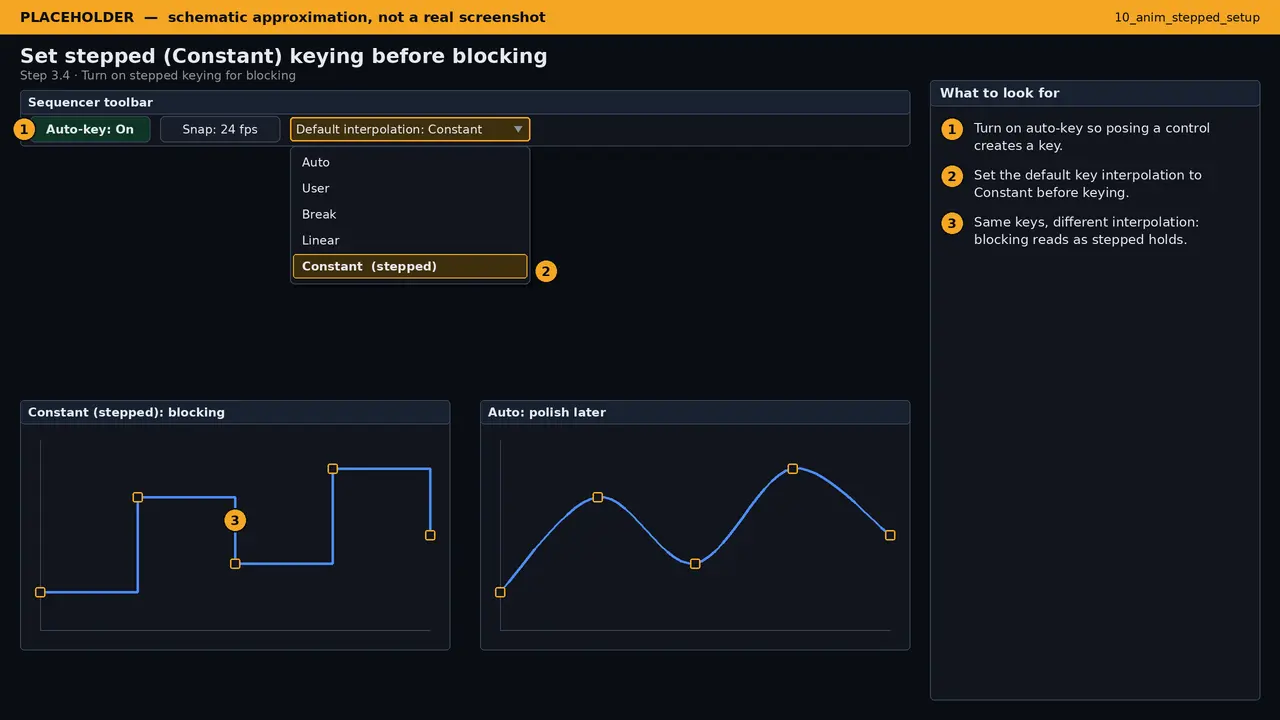 PLACEHOLDER — schematic approximation, not a real screenshot
10_anim_stepped_setup
Set stepped (Constant) keying before blocking
Step 3.4 · Turn on stepped keying for blocking
Sequencer toolbar
1
Auto-key: On
Snap: 24 fps
Default interpolation: Constant
Auto
User
Break
Linear
Constant (stepped)
2
Constant (stepped): blocking
3
Auto: polish later
What to look for
1
Turn on auto-key so posing a control
creates a key.
2
Set the default key interpolation to
Constant before keying.
3
Same keys, different interpolation:
blocking reads as stepped holds.